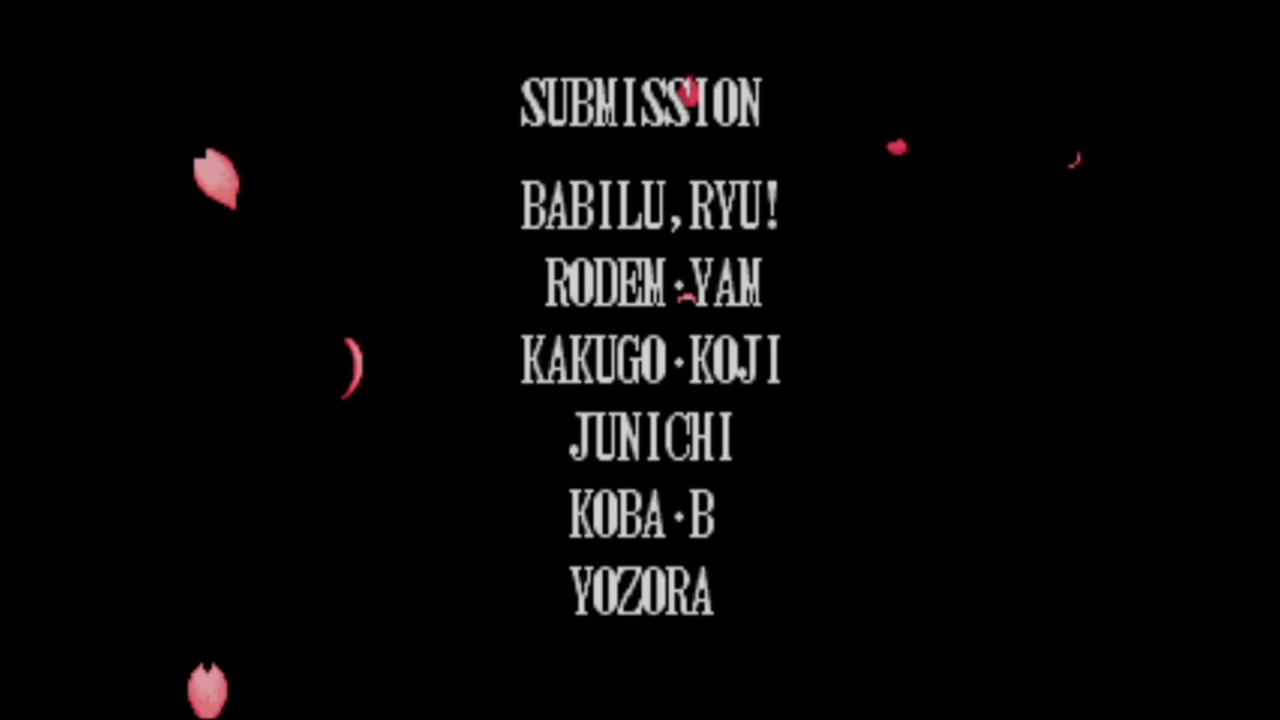 SUBMISSION
BABILU,RYU!
RODEM·YAM
KAKUGO·KOJI
JUNICHI
KOBA·B
YOZORA